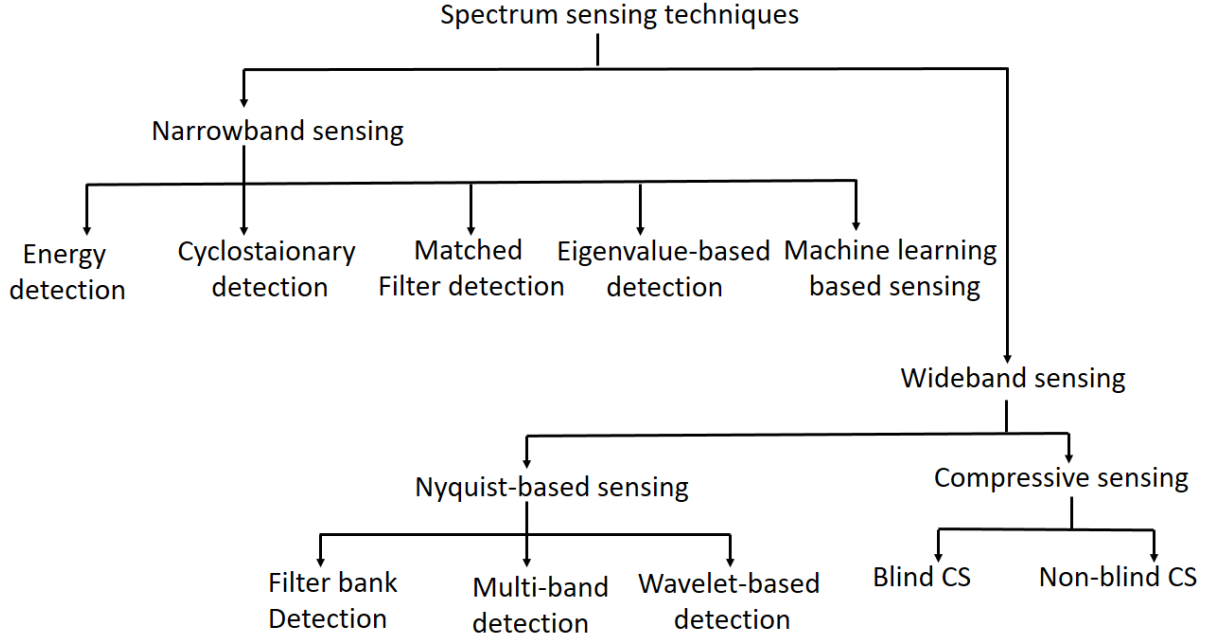 Spectrum sensing techniques
Narrowband sensing
Energy
detection
Cyclostaionary
detection
Matched
Filter detection
Eigenvalue-based
detection
Machine learning
based sensing
Wideband sensing
Nyquist-based sensing
Compressive sensing
Filter bank
Detection
Multi-band
detection
Wavelet-based
detection
Blind CS
Non-blind CS